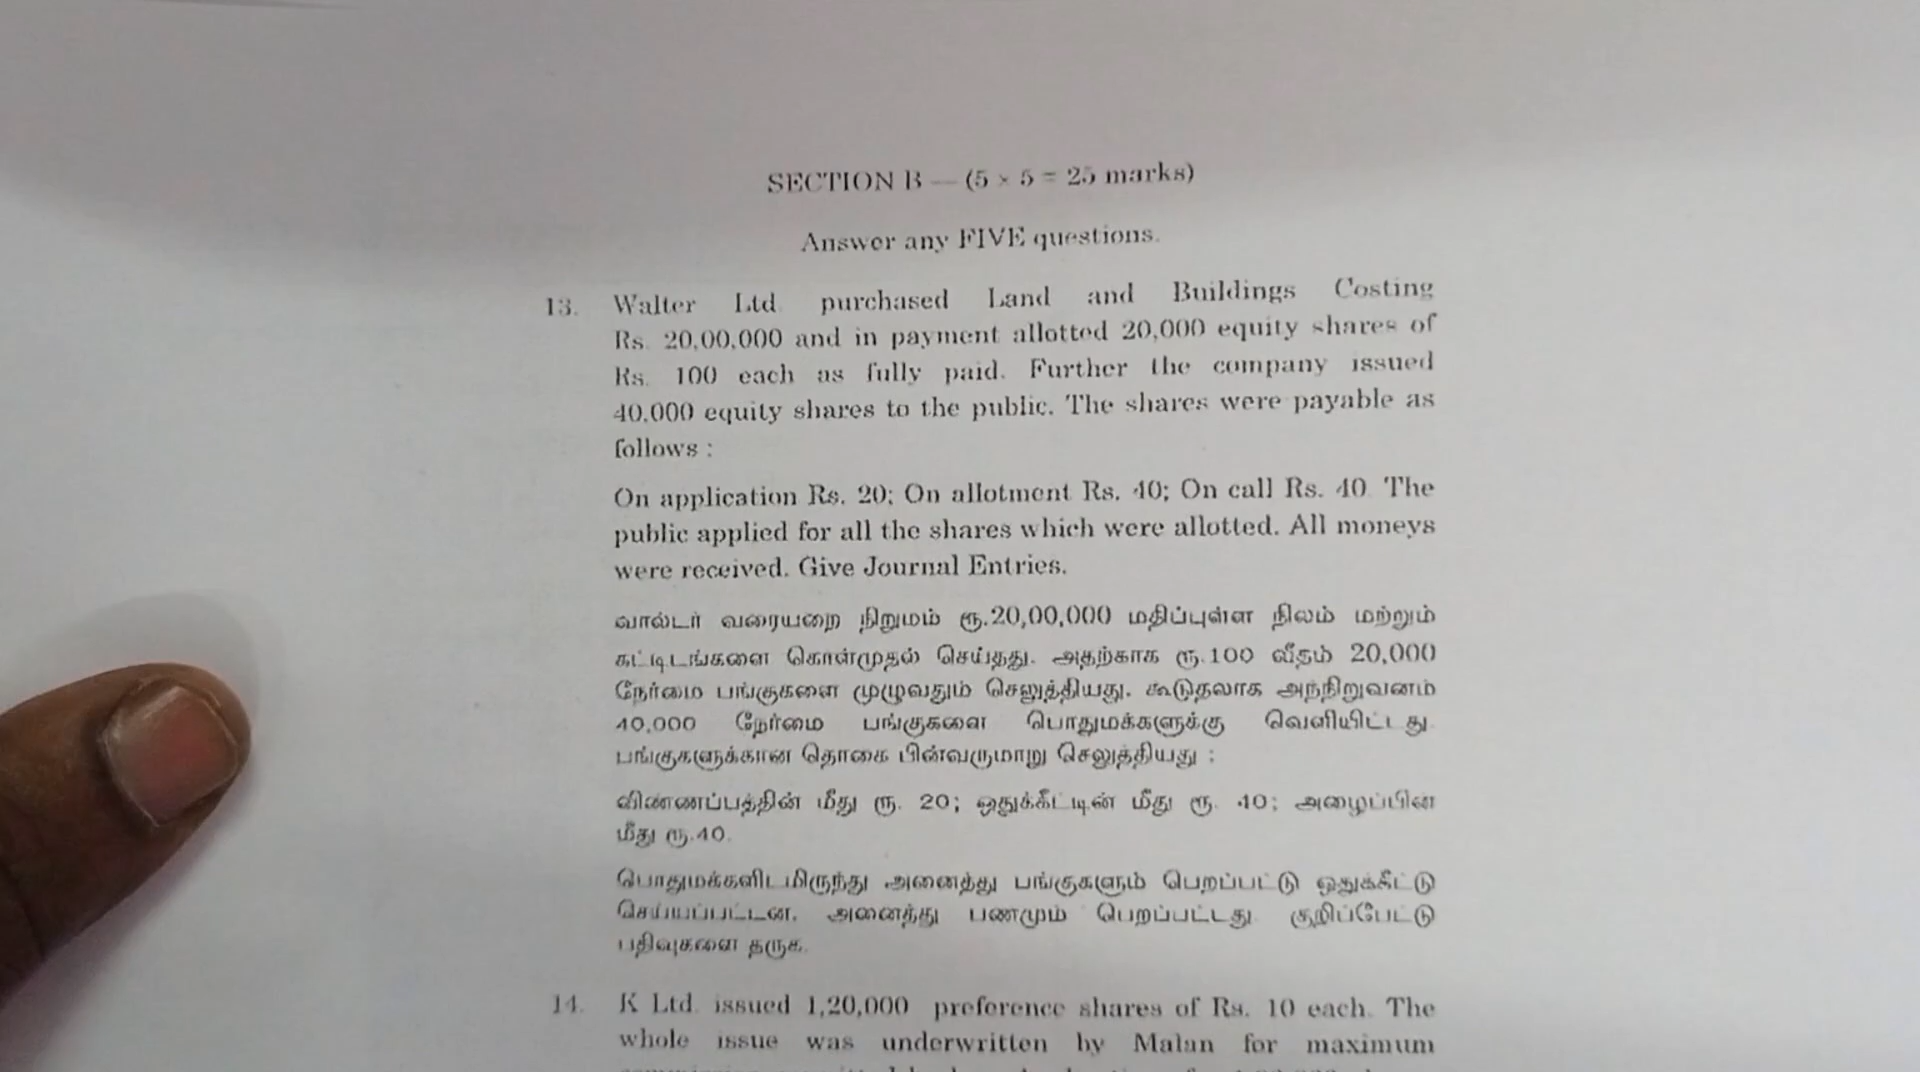 SECTION B — (5 × 5 = 25 marks)
Answer any FIVE questions.
13. Walter Ltd. purchased Land and Buildings Costing
Rs. 20,00,000 and in payment allotted 20,000 equity shares of
Rs. 100 each as fully paid. Further the company issued
40,000 equity shares to the public. The shares were payable as
follows :
On application Rs. 20; On allotment Rs. 40; On call Rs. 40. The
public applied for all the shares which were allotted. All moneys
were received. Give Journal Entries.
வால்டர் வரையறை நிறுமம் ரூ.20,00,000 மதிப்புள்ள நிலம் மற்றும்
கட்டிடங்களை கொள்முதல் செய்தது. அதற்காக ரூ.100 வீதம் 20,000
நேர்மை பங்குகளை முழுவதும் செலுத்தியது. கூடுதலாக அந்நிறுவனம்
40,000 நேர்மை பங்குகளை பொதுமக்களுக்கு வெளியிட்டது.
பங்குகளுக்கான தொகை பின்வருமாறு செலுத்தியது :
விண்ணப்பத்தின் மீது ரூ. 20; ஒதுக்கீட்டின் மீது ரூ. 40; அழைப்பின்
மீது ரூ.40.
பொதுமக்களிடமிருந்து அனைத்து பங்குகளும் பெறப்பட்டு ஒதுக்கீட்டு
செய்யப்பட்டன. அனைத்து பணமும் பெறப்பட்டது குறிப்பேட்டு
பதிவுகளை தருக.
14. K Ltd. issued 1,20,000 preference shares of Rs. 10 each. The
whole issue was underwritten by Malan for maximum